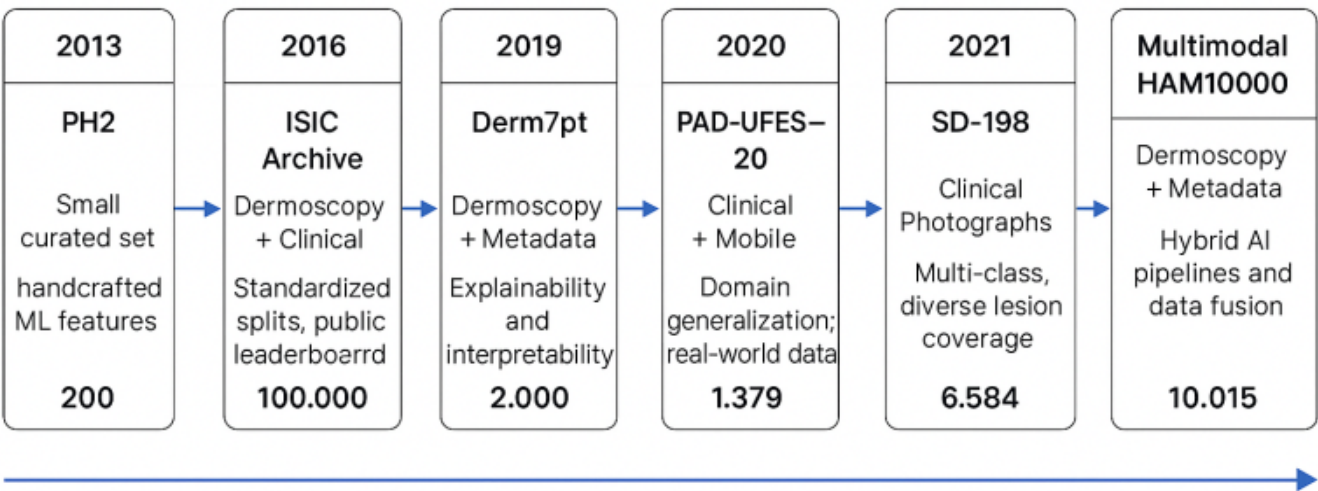 2013
PH2
Small
curated set
handcrafted
ML features
200
2016
ISIC
Archive
Dermoscopy
+ Clinical
Standardized
splits, public
leaderboarrd
100.000
2019
Derm7pt
Dermoscopy
+ Metadata
Explainability
and
interpretability
2.000
2020
PAD-UFES–
20
Clinical
+ Mobile
Domain
generalization;
real-world data
1.379
2021
SD-198
Clinical
Photographs
Multi-class,
diverse lesion
coverage
6.584
Multimodal
HAM10000
Dermoscopy
+ Metadata
Hybrid AI
pipelines and
data fusion
10.015